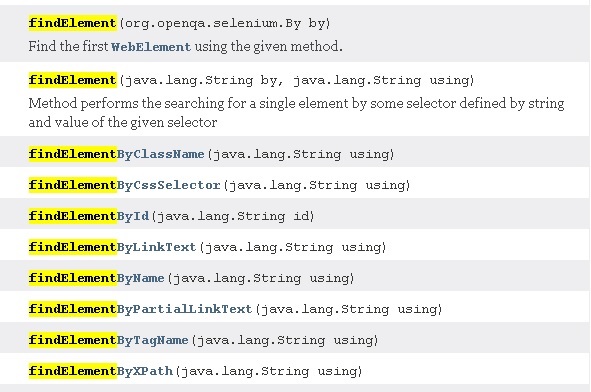 findElement(org.openqa.selenium.By by)
Find the first WebElement using the given method.
findElement(java.lang.String by, java.lang.String using)
Method performs the searching for a single element by some selector defined by string
and value of the given selector
findElementByClassName(java.lang.String using)
findElementByCssSelector(java.lang.String using)
findElementById(java.lang.String id)
findElementByLinkText(java.lang.String using)
findElementByName(java.lang.String using)
findElementByPartialLinkText(java.lang.String using)
findElementByTagName(java.lang.String using)
findElementByXPath(java.lang.String using)